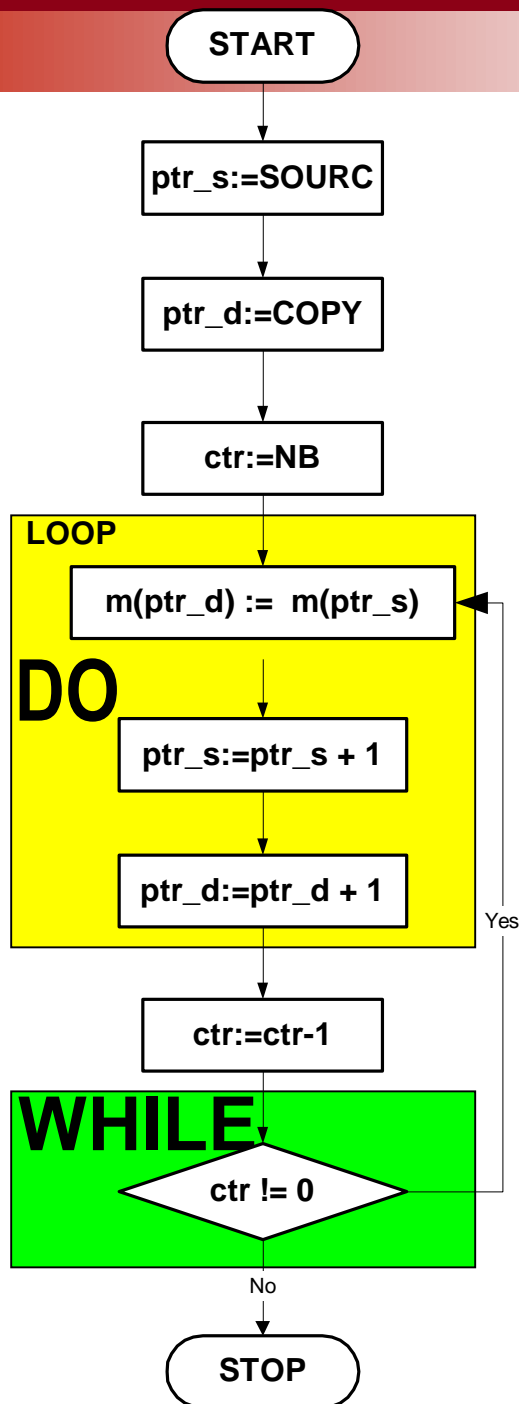 START
ptr_s:=SOURC
ptr_d:=COPY
ctr:=NB
LOOP
m(ptr_d) := m(ptr_s)
DO
ptr_s:=ptr_s + 1
ptr_d:=ptr_d + 1
Yes
ctr:=ctr-1
WHILE
ctr != 0
No
STOP